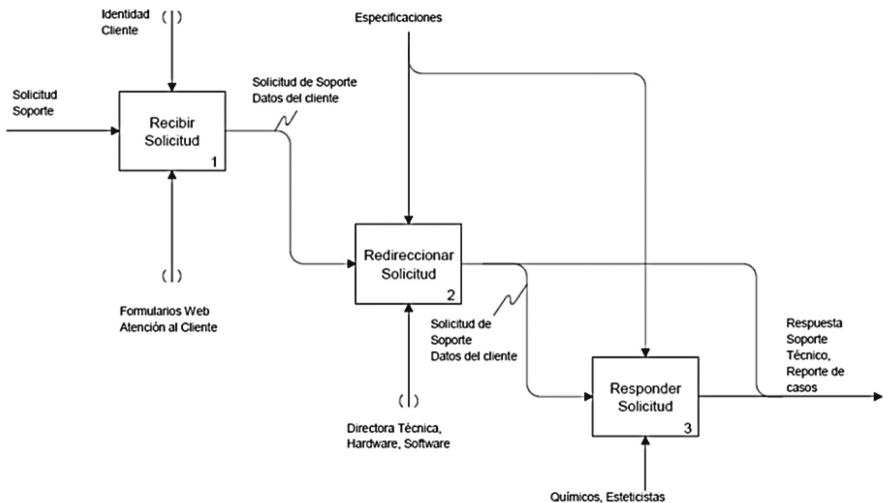 Identidad
Cliente
Especificaciones
Solicitud
Soporte
Recibir
Solicitud
1
Solicitud de Soporte
Datos del cliente
Formularios Web
Atención al Cliente
Redireccionar
Solicitud
2
Solicitud de
Soporte
Datos del cliente
Directora Técnica,
Hardware, Software
Responder
Solicitud
3
Respuesta
Soporte
Técnico,
Reporte de
casos
Químicos, Esteticistas